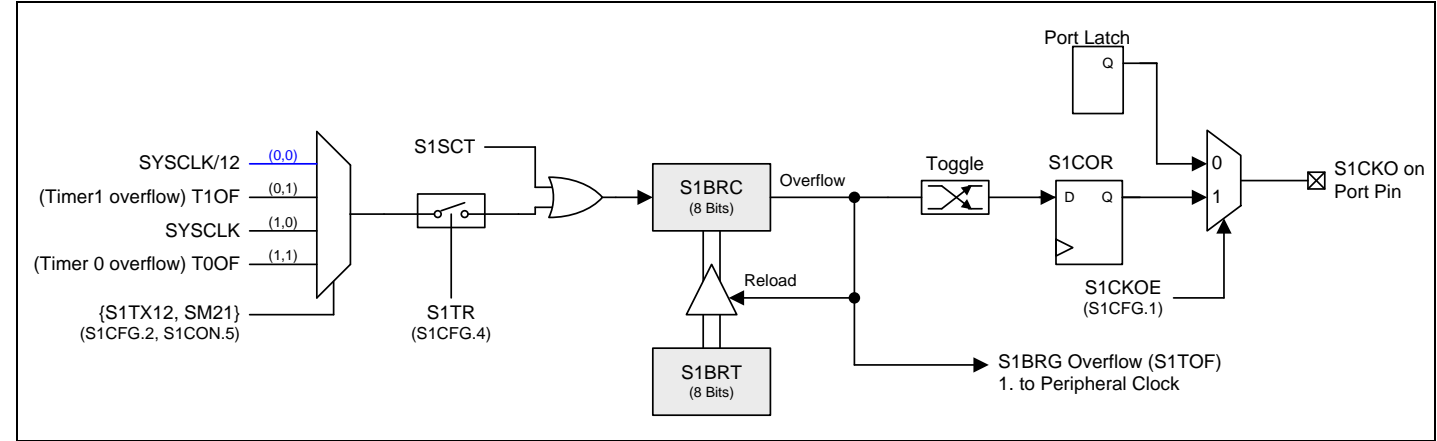 Port Latch
Q
SYSCLK/12 (0,0)
(Timer1 overflow) T1OF (0,1)
SYSCLK (1,0)
(Timer 0 overflow) T0OF (1,1)
{S1TX12, SM21}
(S1CFG.2, S1CON.5)
S1SCT
S1TR
(S1CFG.4)
S1BRC
(8 Bits)
Overflow
Reload
S1BRT
(8 Bits)
Toggle
S1COR
D Q
0
1
S1CKOE
(S1CFG.1)
S1CKO on
Port Pin
S1BRG Overflow (S1TOF)
1. to Peripheral Clock